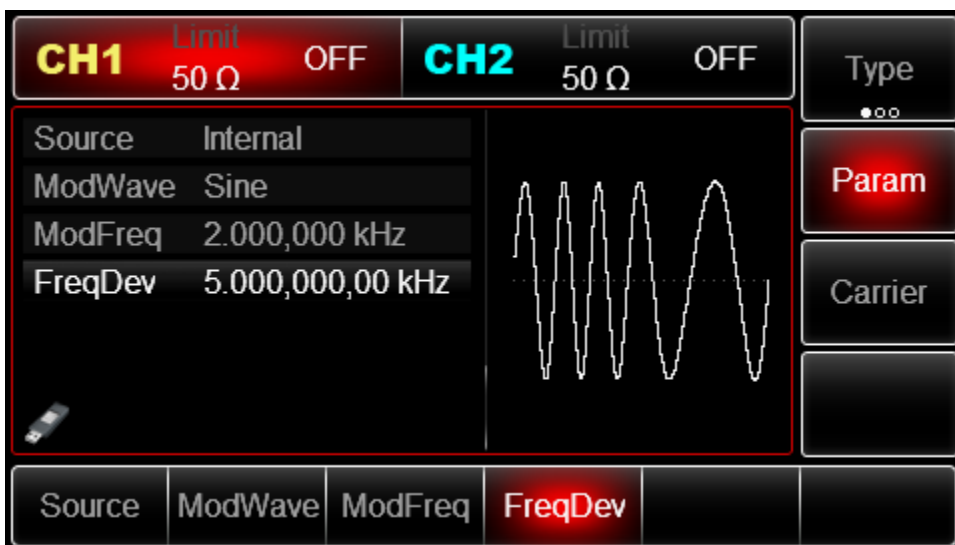 CH1 Limit 50 Ω OFF
CH2 Limit 50 Ω OFF
Type
Source Internal
ModWave Sine
ModFreq 2.000,000 kHz
FreqDev 5.000,000,00 kHz
Param
Carrier
Source ModWave ModFreq FreqDev